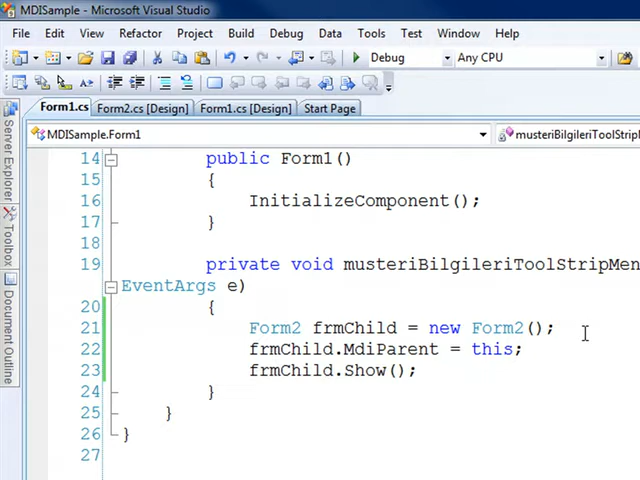 MDISample - Microsoft Visual Studio
File Edit View Refactor Project Build Debug Data Tools Test Window Help
Debug Any CPU
Form1.cs Form2.cs [Design] Form1.cs [Design] Start Page
MDISample.Form1 musteriBilgileriToolStripM
Server Explorer
Toolbox
Document Outline
14 public Form1()
15 {
16 InitializeComponent();
17 }
18
19 private void musteriBilgileriToolStripMen
EventArgs e)
20 {
21 Form2 frmChild = new Form2();
22 frmChild.MdiParent = this;
23 frmChild.Show();
24 }
25 }
26 }
27